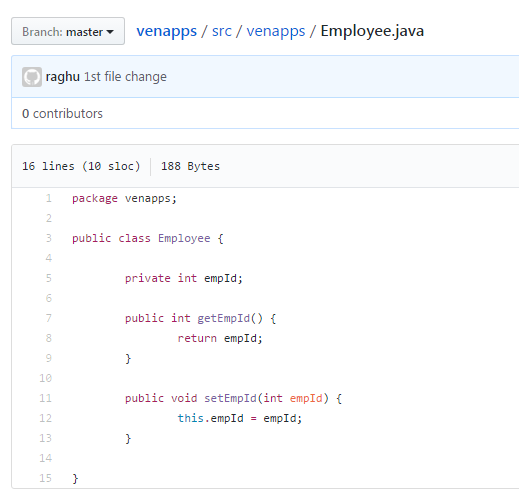 Branch: master venapps / src / venapps / Employee.java
raghu 1st file change
0 contributors
16 lines (10 sloc) 188 Bytes
1 package venapps;
2
3 public class Employee {
4
5 private int empId;
6
7 public int getEmpId() {
8 return empId;
9 }
10
11 public void setEmpId(int empId) {
12 this.empId = empId;
13 }
14
15 }